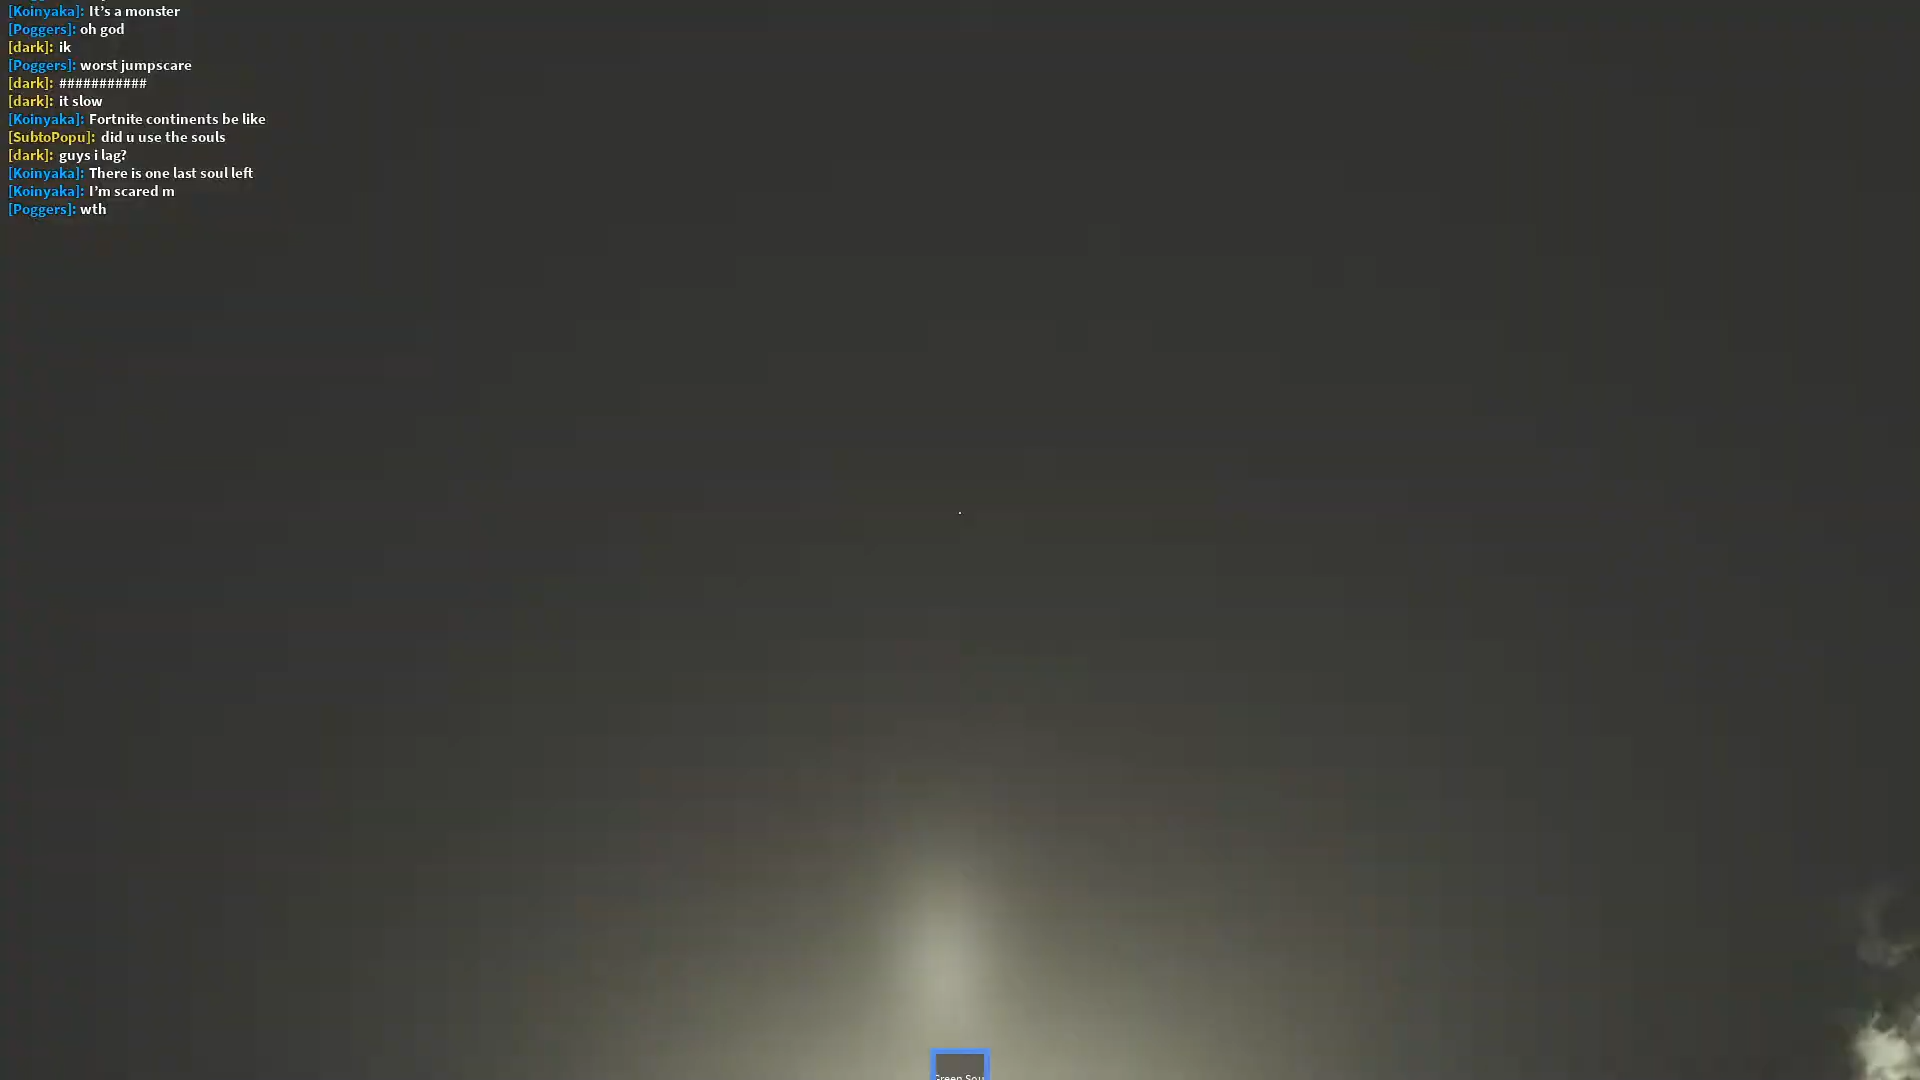 [Koinyaka]: It’s a monster
[Poggers]: oh god
[dark]: ik
[Poggers]: worst jumpscare
[dark]: ###########
[dark]: it slow
[Koinyaka]: Fortnite continents be like
[SubtoPopu]: did u use the souls
[dark]: guys i lag?
[Koinyaka]: There is one last soul left
[Koinyaka]: I’m scared m
[Poggers]: wth
Green Sou